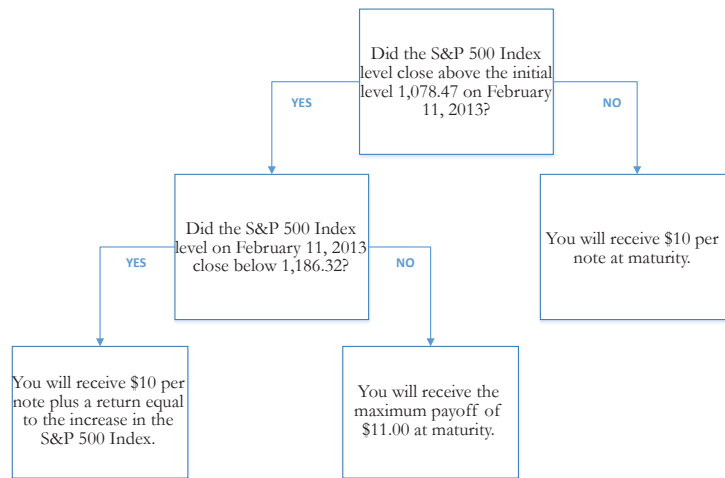 Did the S&P 500 Index
level close above the initial
level 1,078.47 on February
11, 2013?
YES
NO
Did the S&P 500 Index
level on February 11, 2013
close below 1,186.32?
You will receive $10 per
note at maturity.
YES
NO
You will receive $10 per
note plus a return equal
to the increase in the
S&P 500 Index.
You will receive the
maximum payoff of
$11.00 at maturity.